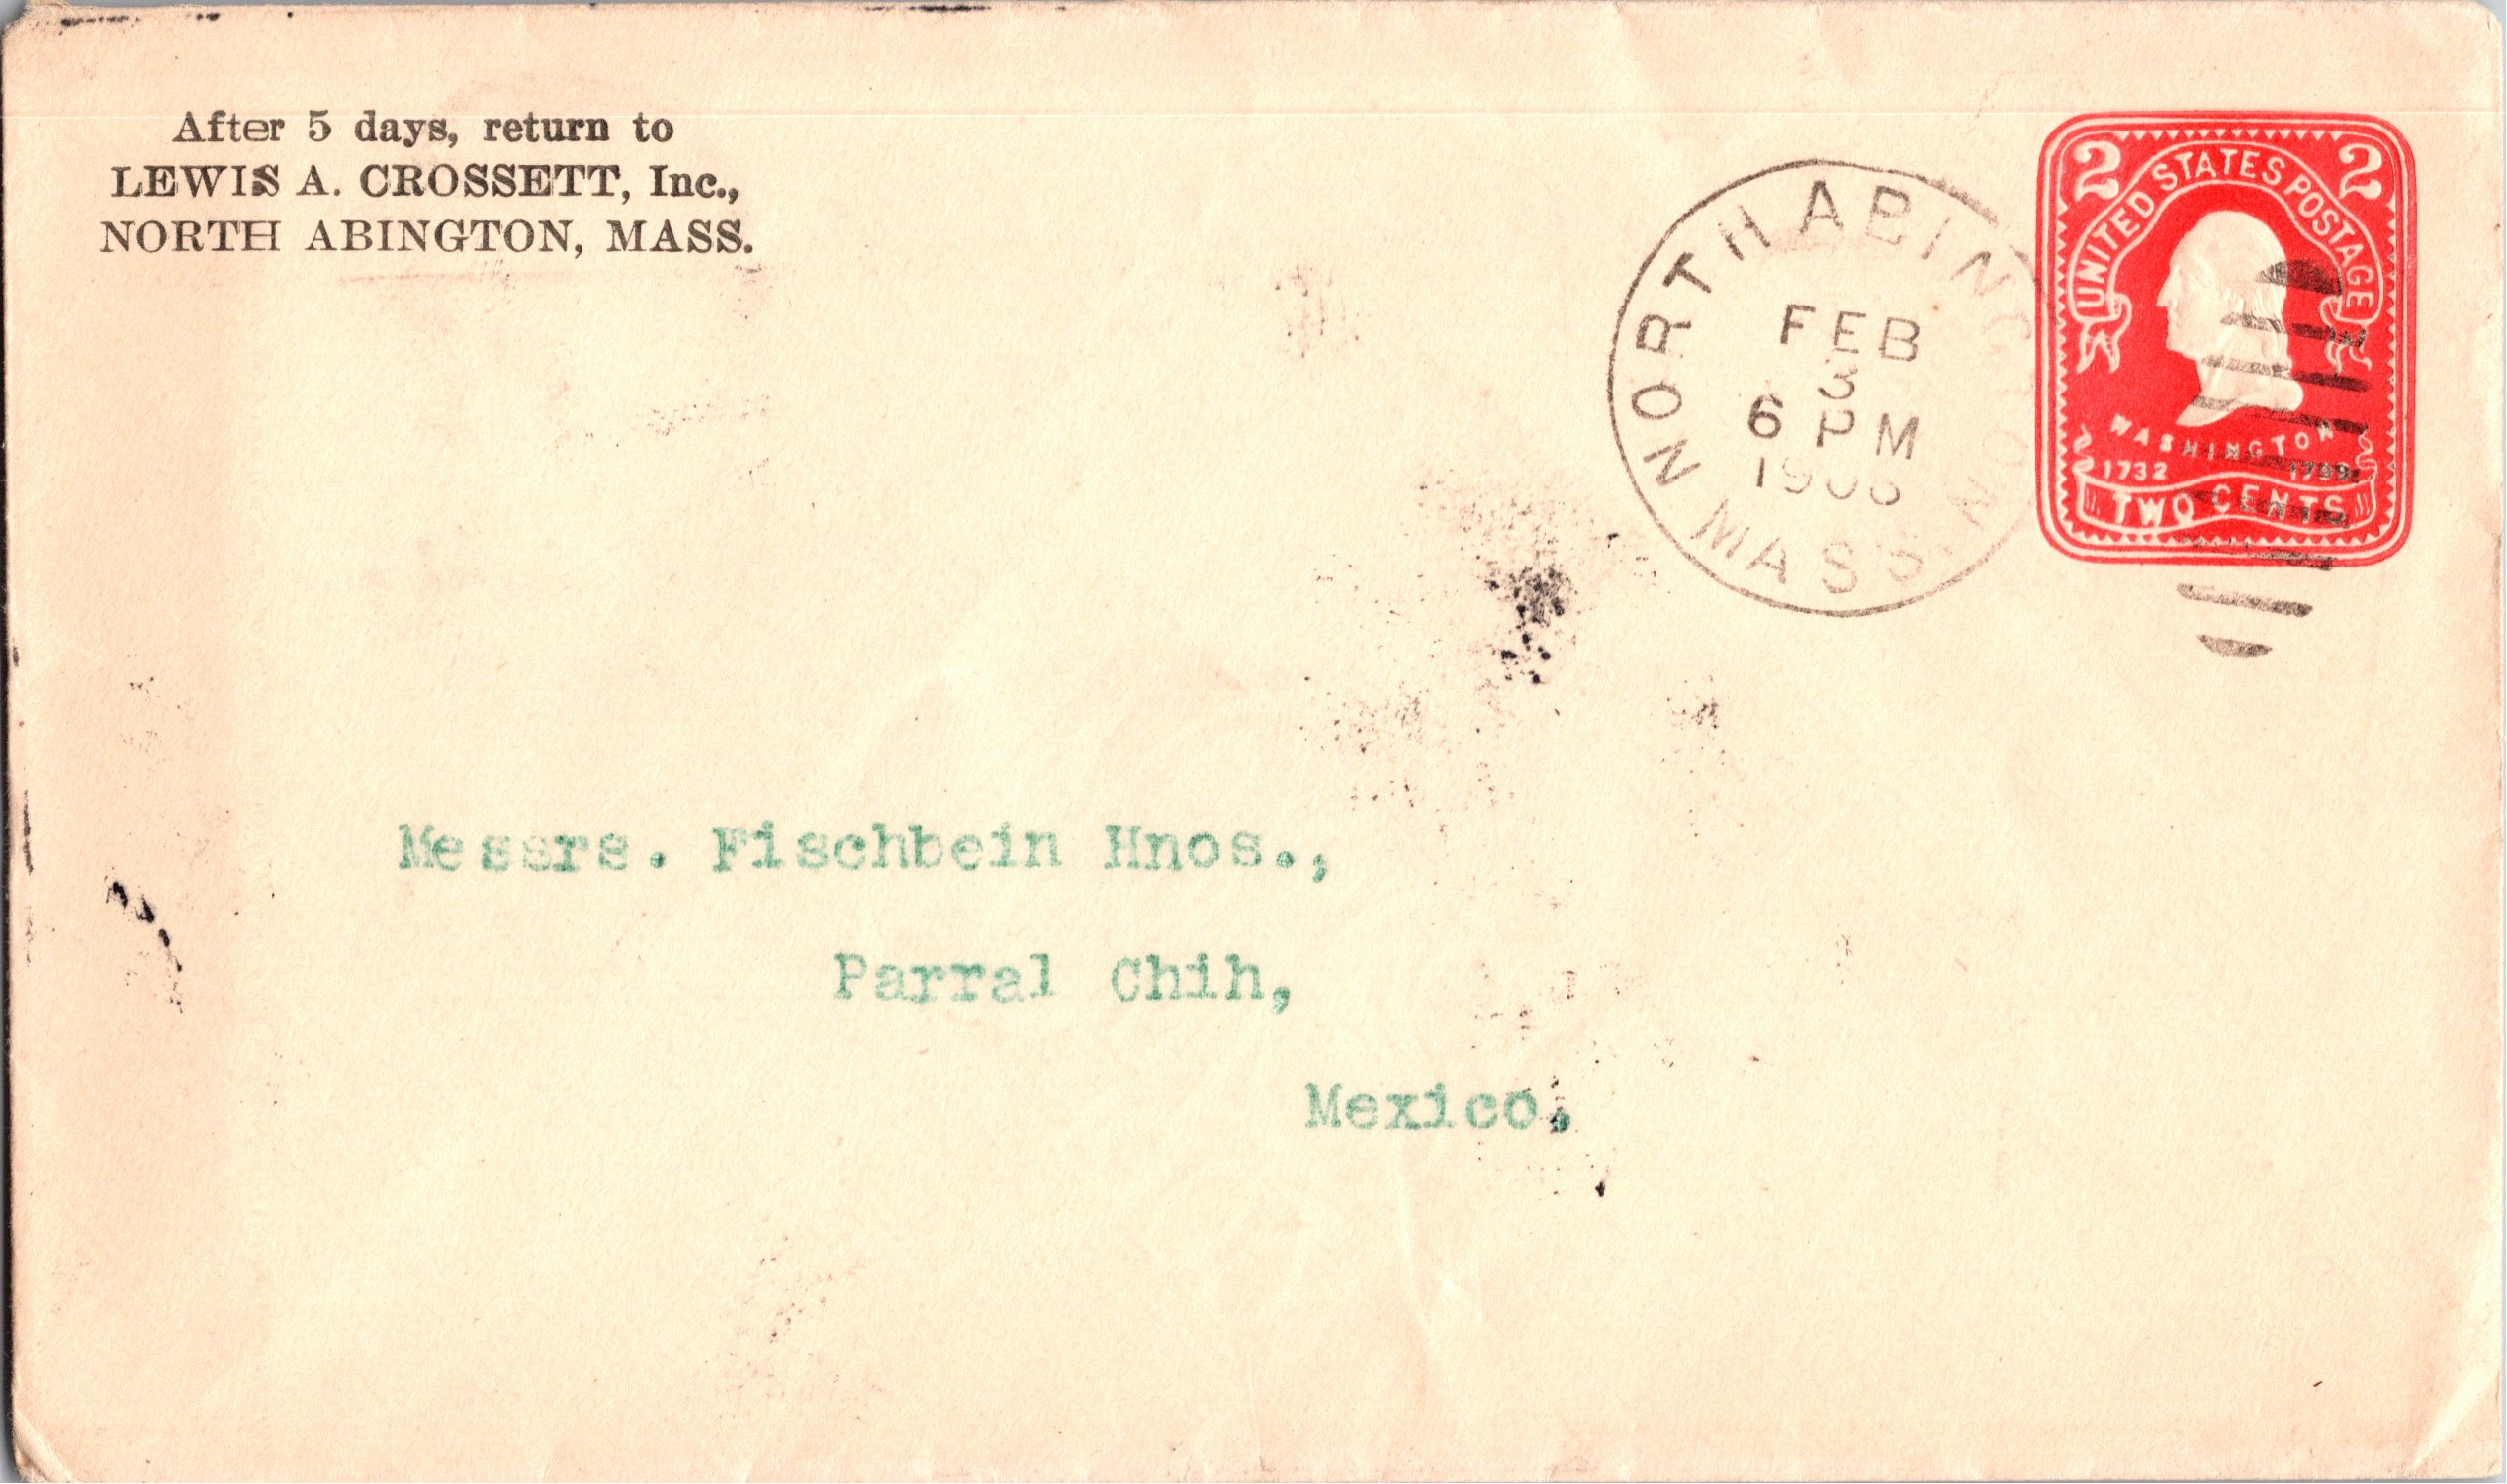 After 5 days, return to
LEWIS A. CROSSETT, Inc.,
NORTH ABINGTON, MASS.
NORTH ABINGTON MASS.
FEB
3
6 PM
2 2
UNITED STATES POSTAGE
WASHINGTON
1732 1799
TWO CENTS
Messrs. Fischbein Hnos.,
Parral Chih,
Mexico.